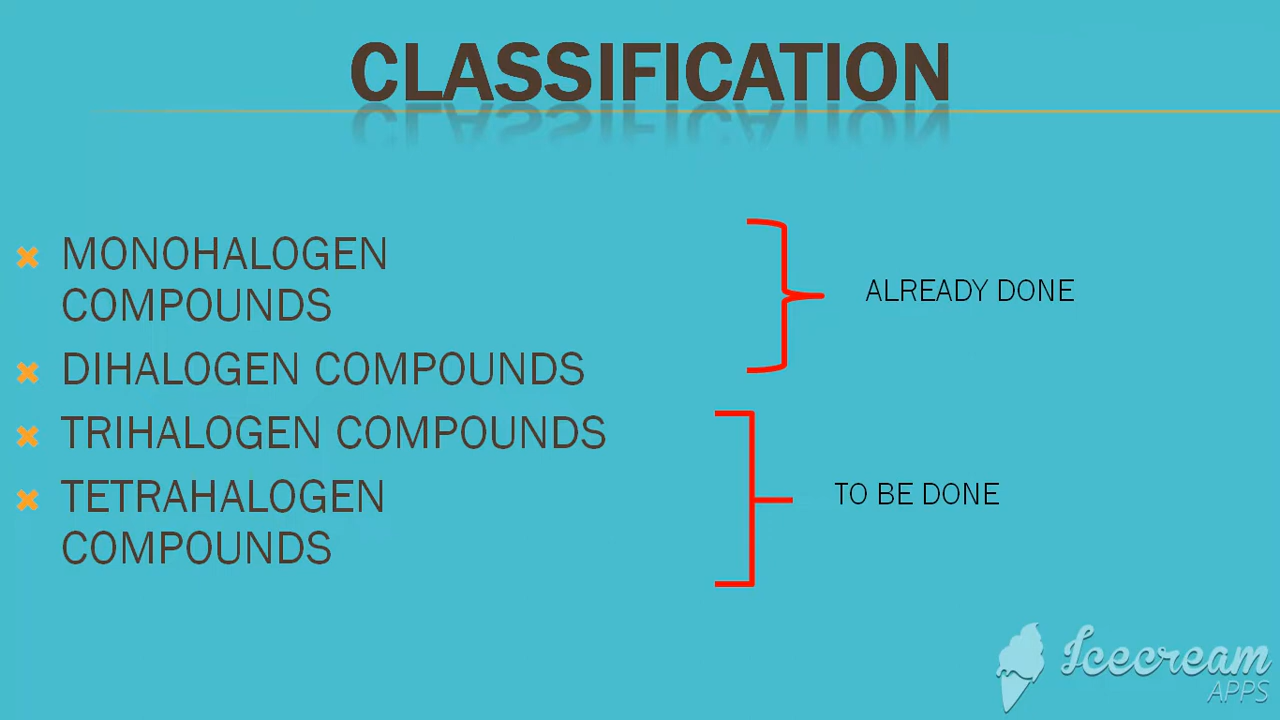 CLASSIFICATION
MONOHALOGEN
COMPOUNDS
DIHALOGEN COMPOUNDS
ALREADY DONE
TRIHALOGEN COMPOUNDS
TETRAHALOGEN
COMPOUNDS
TO BE DONE
Icecream
APPS